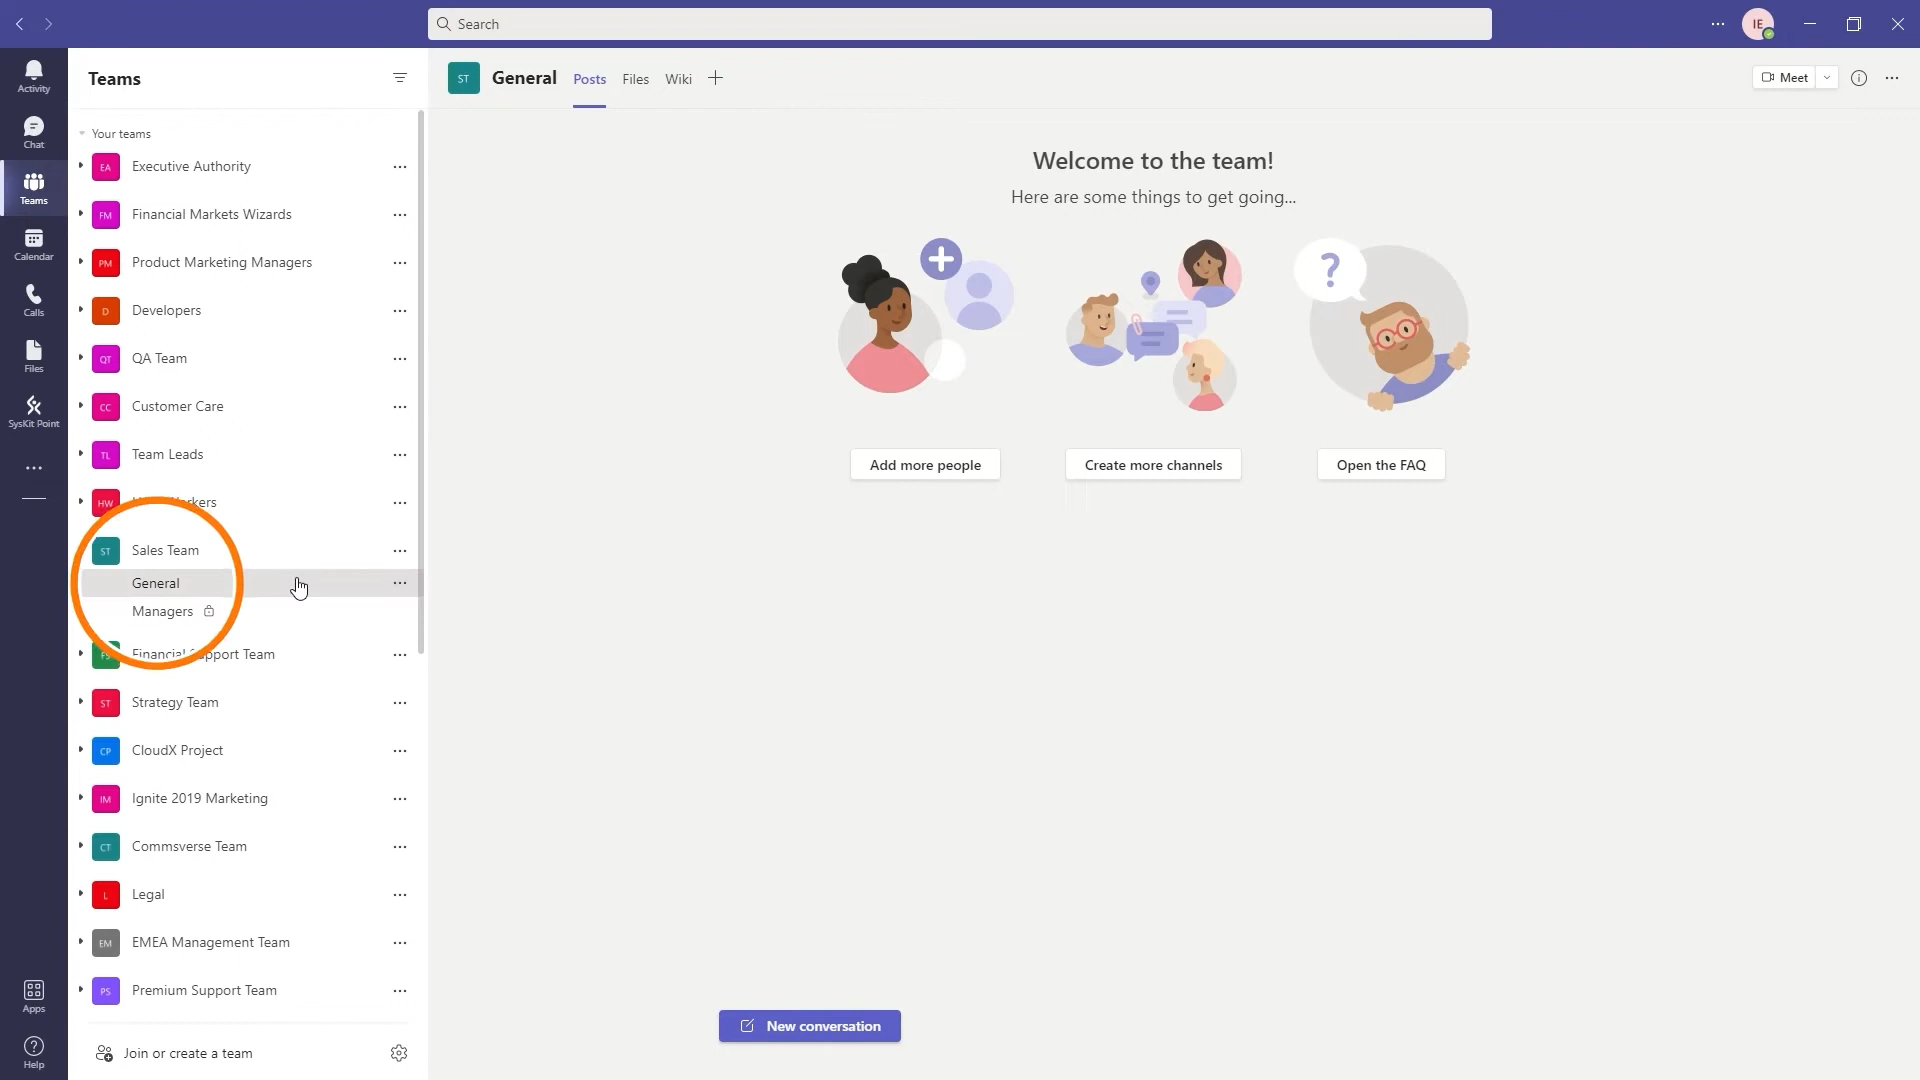 Search
IE
Activity
Chat
Teams
Calendar
Calls
Files
SysKit Point
Apps
Help
Teams
Your teams
EA Executive Authority
FM Financial Markets Wizards
PM Product Marketing Managers
D Developers
QT QA Team
CC Customer Care
TL Team Leads
HW
ST Sales Team
General
Managers
FS Financial Support Team
ST Strategy Team
CP CloudX Project
IM Ignite 2019 Marketing
CT Commsverse Team
L Legal
EM EMEA Management Team
PS Premium Support Team
Join or create a team
ST General Posts Files Wiki
Meet
Welcome to the team!
Here are some things to get going...
?
Add more people
Create more channels
Open the FAQ
New conversation